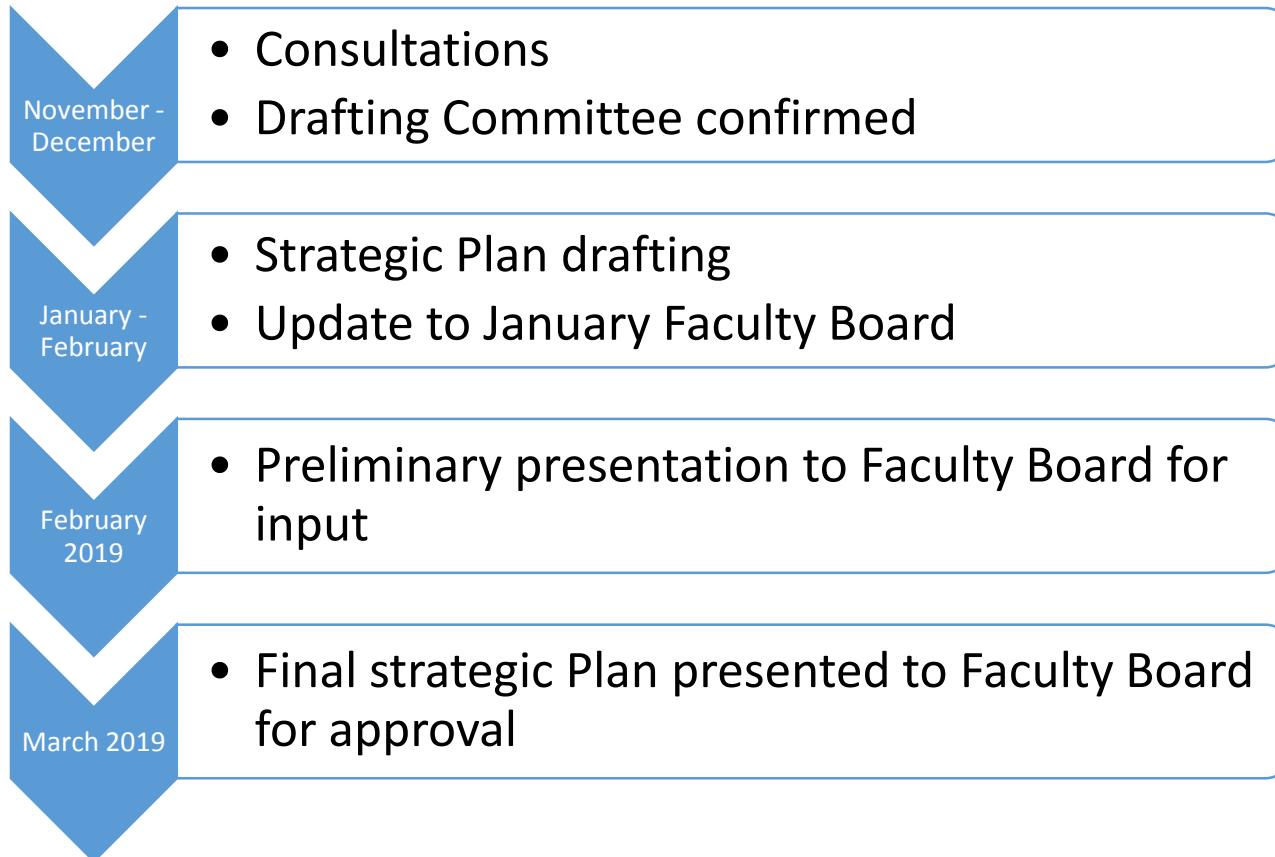 November -
December
• Consultations
• Drafting Committee confirmed
January -
February
• Strategic Plan drafting
• Update to January Faculty Board
February
2019
• Preliminary presentation to Faculty Board for
input
March 2019
• Final strategic Plan presented to Faculty Board
for approval